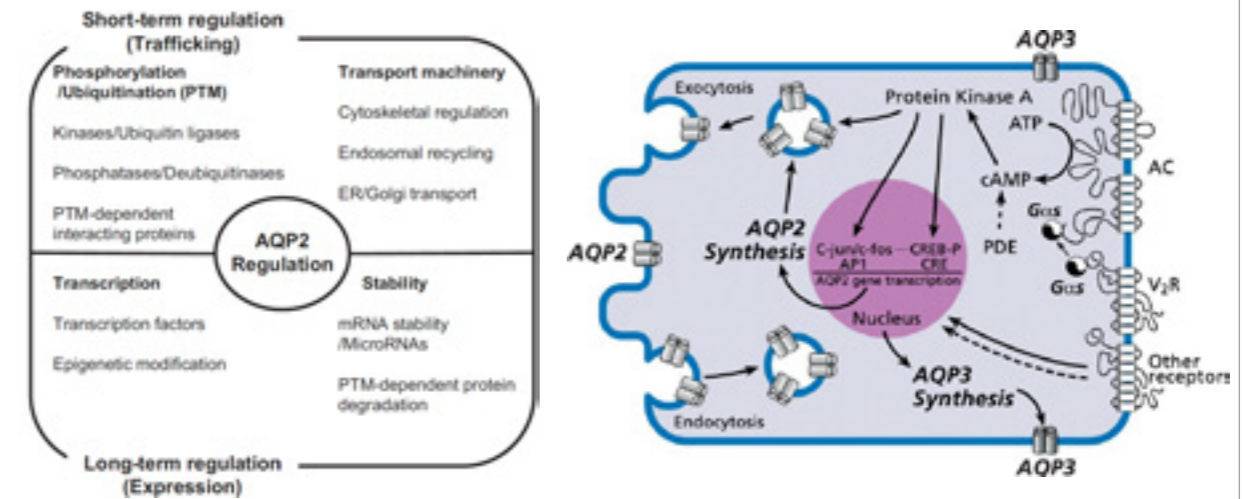 Short-term regulation
(Trafficking)
Phosphorylation
/Ubiquitination (PTM)
Kinases/Ubiquitin ligases
Phosphatases/Deubiquitinases
PTM-dependent
interacting proteins
Transport machinery
Cytoskeletal regulation
Endosomal recycling
ER/Golgi transport
AQP2
Regulation
Transcription
Transcription factors
Epigenetic modification
Stability
mRNA stability
/MicroRNAs
PTM-dependent protein
degradation
Long-term regulation
(Expression)
AQP3
Exocytosis
Protein Kinase A
ATP
AC
cAMP
Gαs
PDE
AQP2
Synthesis
AQP2
C-jun/c-fos
CREB-P
AP1
CRE
AQP2 gene transcription
Gαs
V2R
Nucleus
Other
receptors
AQP3
Synthesis
Endocytosis
AQP3